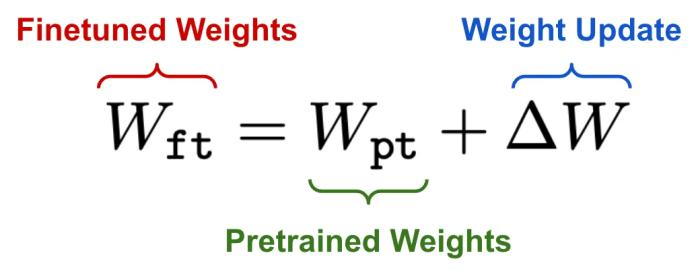 Finetuned Weights Weight Update
W_ft = W_pt + ΔW
Pretrained Weights